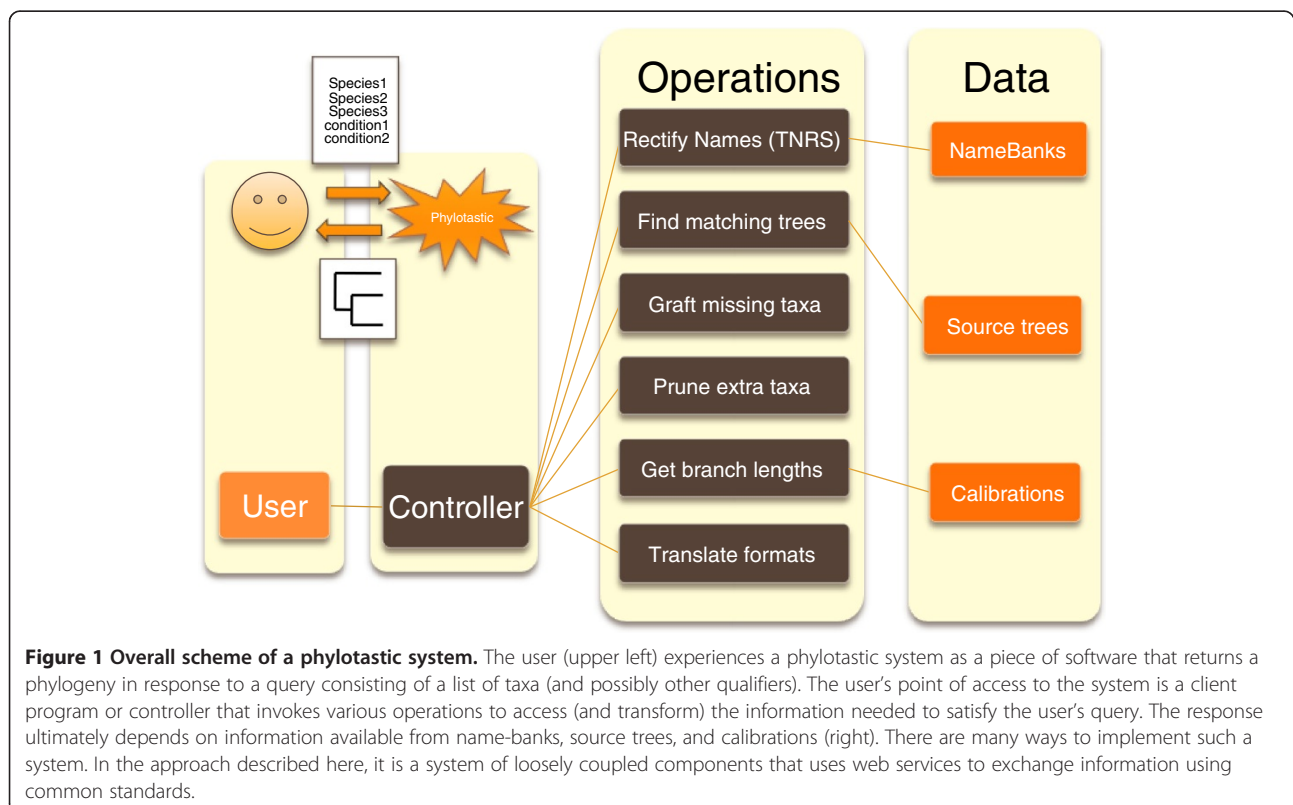 Species1
Species2
Species3
condition1
condition2
Phylotastic
User
Controller
Operations
Rectify Names (TNRS)
Find matching trees
Graft missing taxa
Prune extra taxa
Get branch lengths
Translate formats
Data
NameBanks
Source trees
Calibrations
Figure 1 Overall scheme of a phylotastic system. The user (upper left) experiences a phylotastic system as a piece of software that returns a
phylogeny in response to a query consisting of a list of taxa (and possibly other qualifiers). The user's point of access to the system is a client
program or controller that invokes various operations to access (and transform) the information needed to satisfy the user's query. The response
ultimately depends on information available from name-banks, source trees, and calibrations (right). There are many ways to implement such a
system. In the approach described here, it is a system of loosely coupled components that uses web services to exchange information using
common standards.